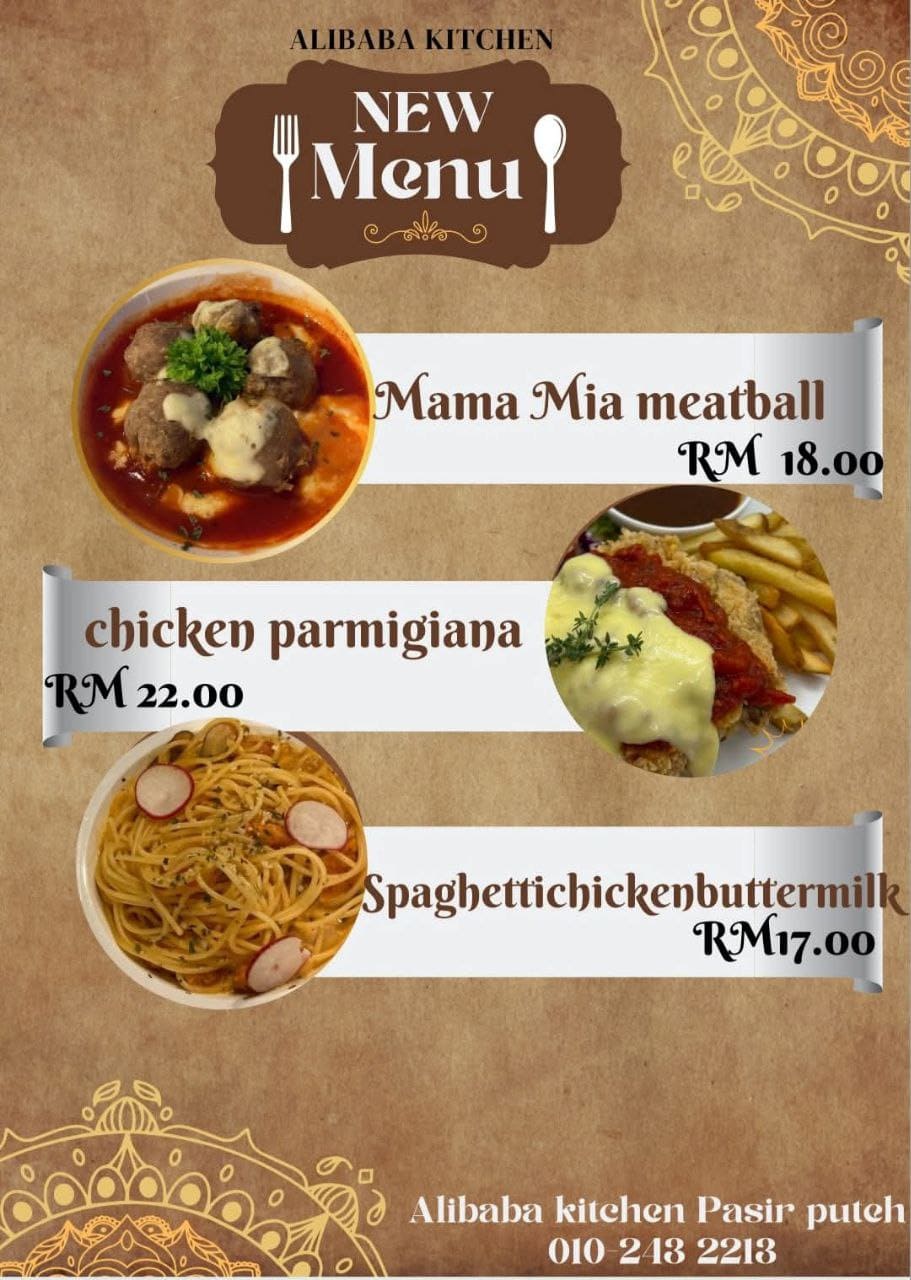 ALIBABA KITCHEN
NEW
Menu
Mama Mia meatball
RM 18.00
chicken parmigiana
RM 22.00
Spaghettichickenbuttermilk
RM17.00
Alibaba kitchen Pasir puteh
010-243 2213